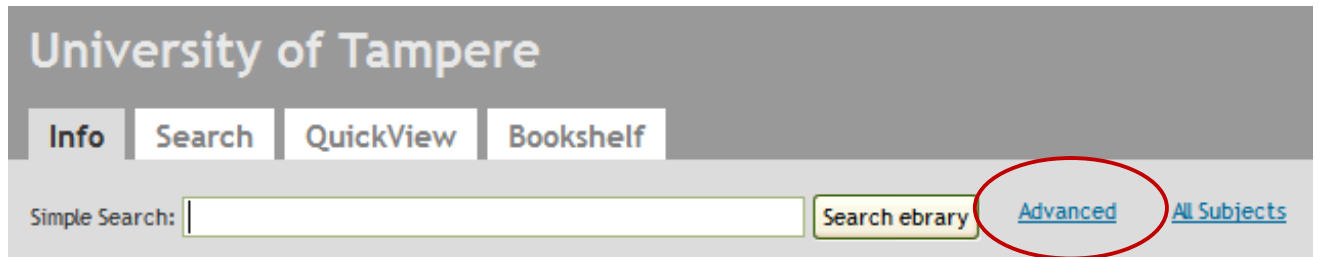 University of Tampere
Info Search QuickView Bookshelf
Simple Search: Search ebrary Advanced All Subjects